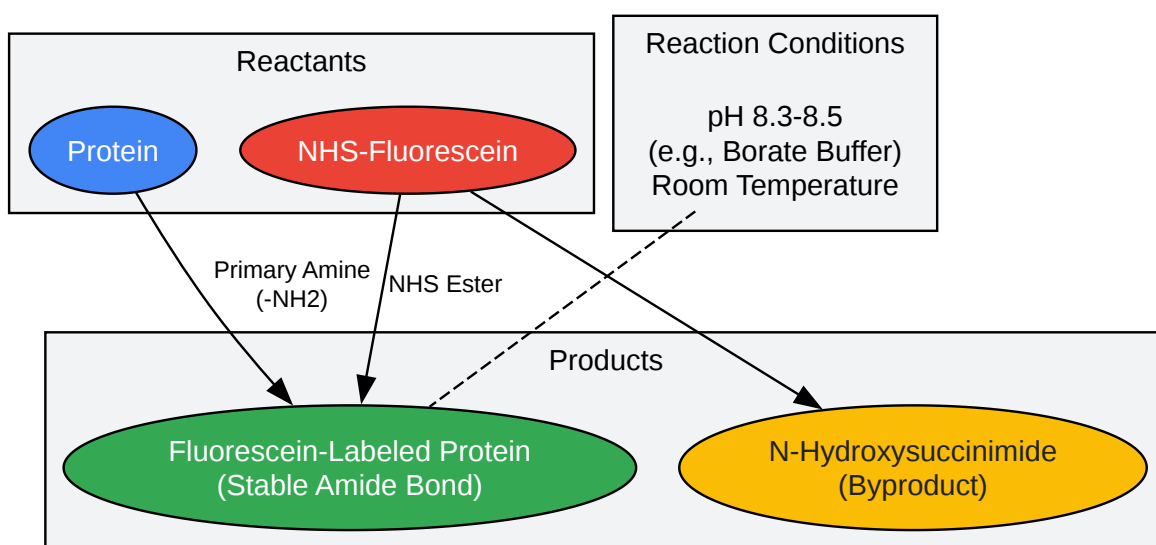 Reactants
Protein
NHS-Fluorescein
Reaction Conditions
pH 8.3-8.5
(e.g., Borate Buffer)
Room Temperature
Primary Amine
(-NH2)
NHS Ester
Products
Fluorescein-Labeled Protein
(Stable Amide Bond)
N-Hydroxysuccinimide
(Byproduct)